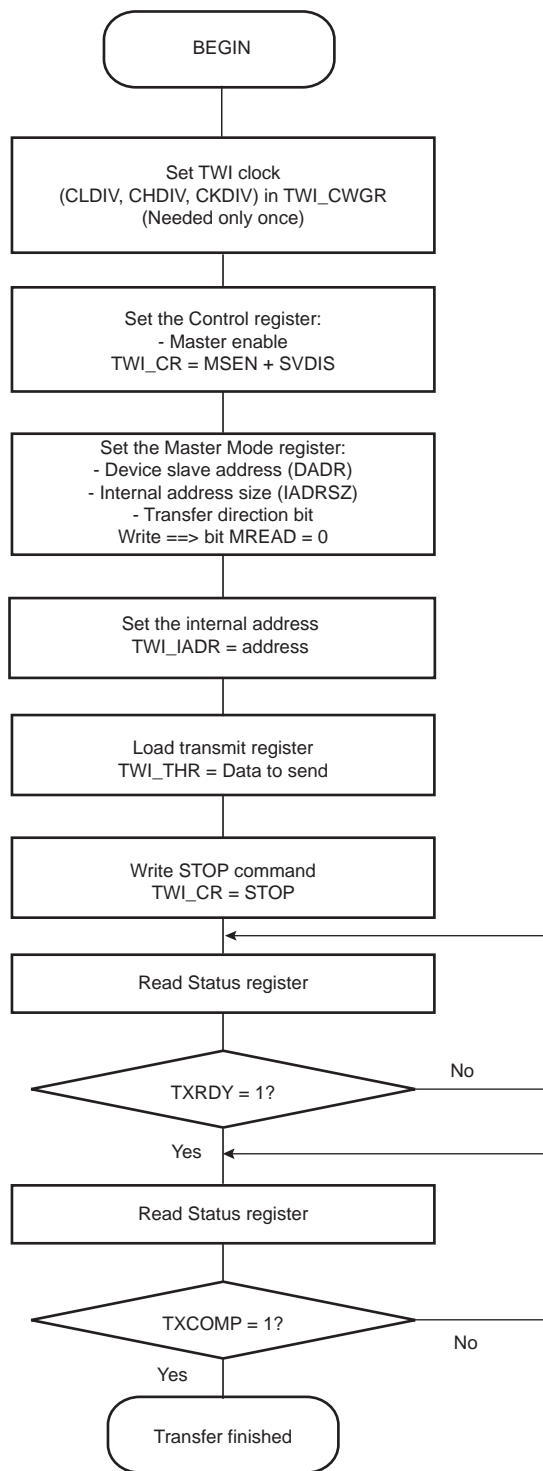 BEGIN
Set TWI clock
(CLDIV, CHDIV, CKDIV) in TWI_CWGR
(Needed only once)
Set the Control register:
- Master enable
TWI_CR = MSEN + SVDIS
Set the Master Mode register:
- Device slave address (DADR)
- Internal address size (IADRSZ)
- Transfer direction bit
Write ==> bit MREAD = 0
Set the internal address
TWI_IADR = address
Load transmit register
TWI_THR = Data to send
Write STOP command
TWI_CR = STOP
Read Status register
TXRDY = 1?
No
Yes
Read Status register
TXCOMP = 1?
No
Yes
Transfer finished